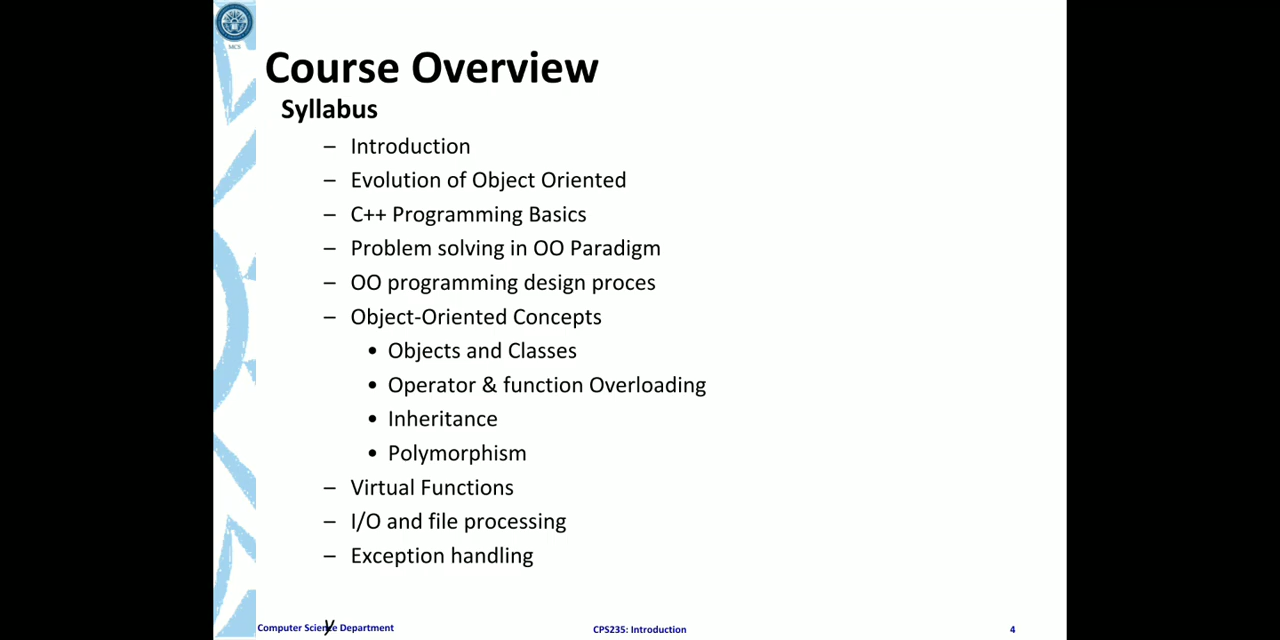 MCS
Course Overview
Syllabus
– Introduction
– Evolution of Object Oriented
– C++ Programming Basics
– Problem solving in OO Paradigm
– OO programming design proces
– Object-Oriented Concepts
• Objects and Classes
• Operator & function Overloading
• Inheritance
• Polymorphism
– Virtual Functions
– I/O and file processing
– Exception handling
Computer Science Department CPS235: Introduction 4